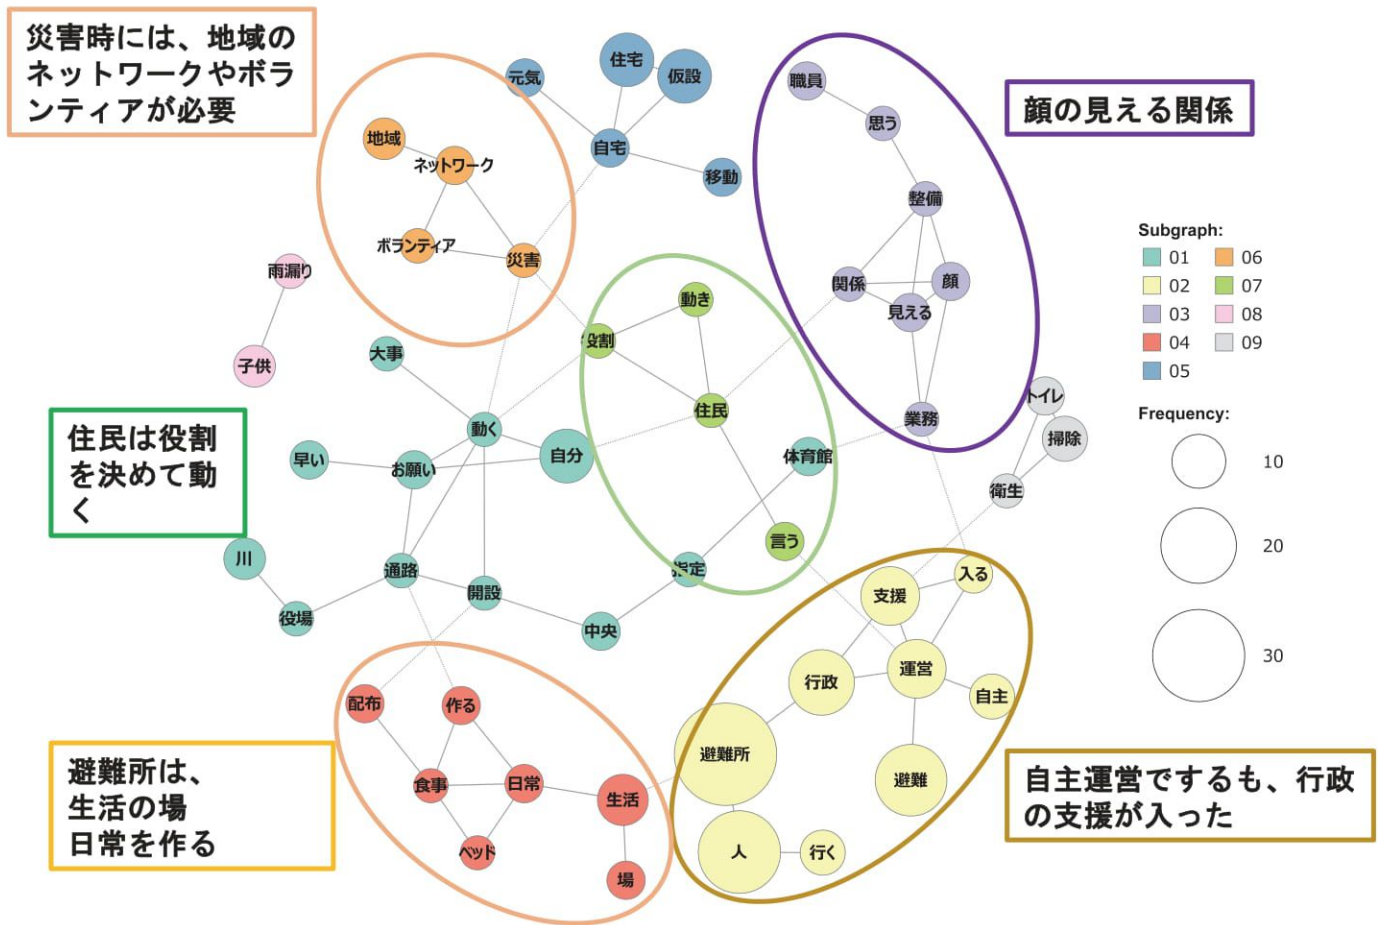 災害時には、地域の
ネットワークやボラ
ンティアが必要
顔の見える関係
住民は役割
を決めて動
く
避難所は、
生活の場
日常を作る
自主運営でするも、行政
の支援が入った
元気
住宅
仮設
自宅
移動
地域
ネットワーク
ボランティア
災害
職員
思う
整備
関係
顔
見える
業務
雨漏り
子供
大事
動く
早い
お願い
自分
川
役場
通路
開設
中央
指定
体育館
役割
動き
住民
言う
トイレ
掃除
衛生
配布
作る
食事
日常
ベッド
生活
場
支援
入る
行政
運営
自主
避難所
避難
人
行く
Subgraph:
01
06
02
07
03
08
04
09
05
Frequency:
10
20
30